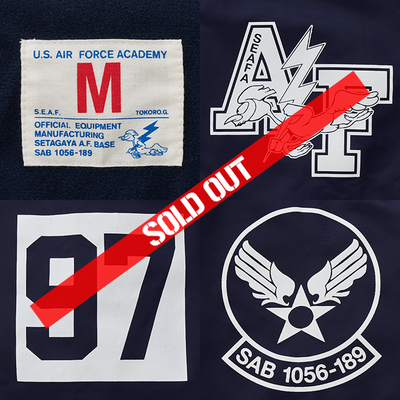 U.S. AIR FORCE ACADEMY
M
S.E.A.F. TOKORO.G.
OFFICIAL EQUIPMENT
MANUFACTURING
SETAGAYA A.F. BASE
SAB 1056-189
AF
SEAFA
SOLD OUT
97
SAB 1056-189